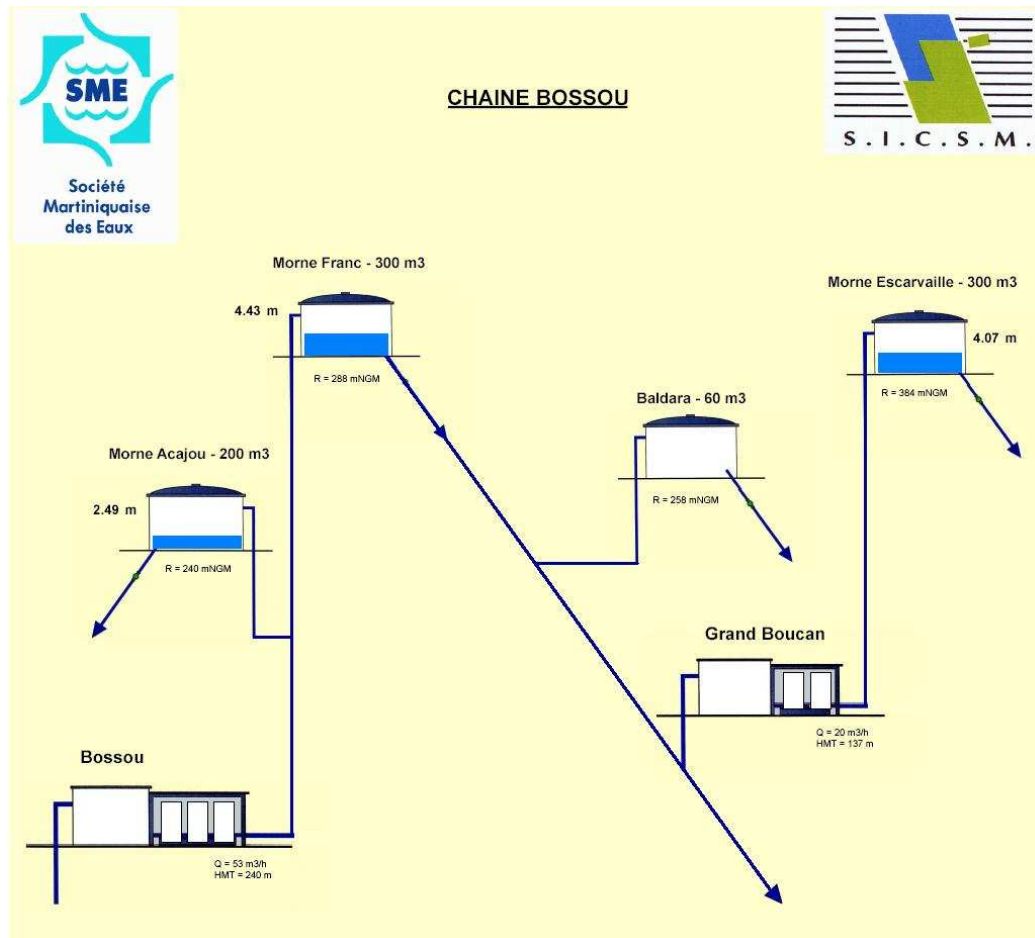 SME
Société
Martiniquaise
des Eaux
CHAINE BOSSOU
S.I.C.S.M.
Morne Franc - 300 m3
4.43 m
R = 288 mNGM
Morne Escarvaille - 300 m3
4.07 m
R = 384 mNGM
Baldara - 60 m3
R = 258 mNGM
Morne Acajou - 200 m3
2.49 m
R = 240 mNGM
Grand Boucan
Q = 20 m3/h
HMT = 137 m
Bossou
Q = 53 m3/h
HMT = 240 m